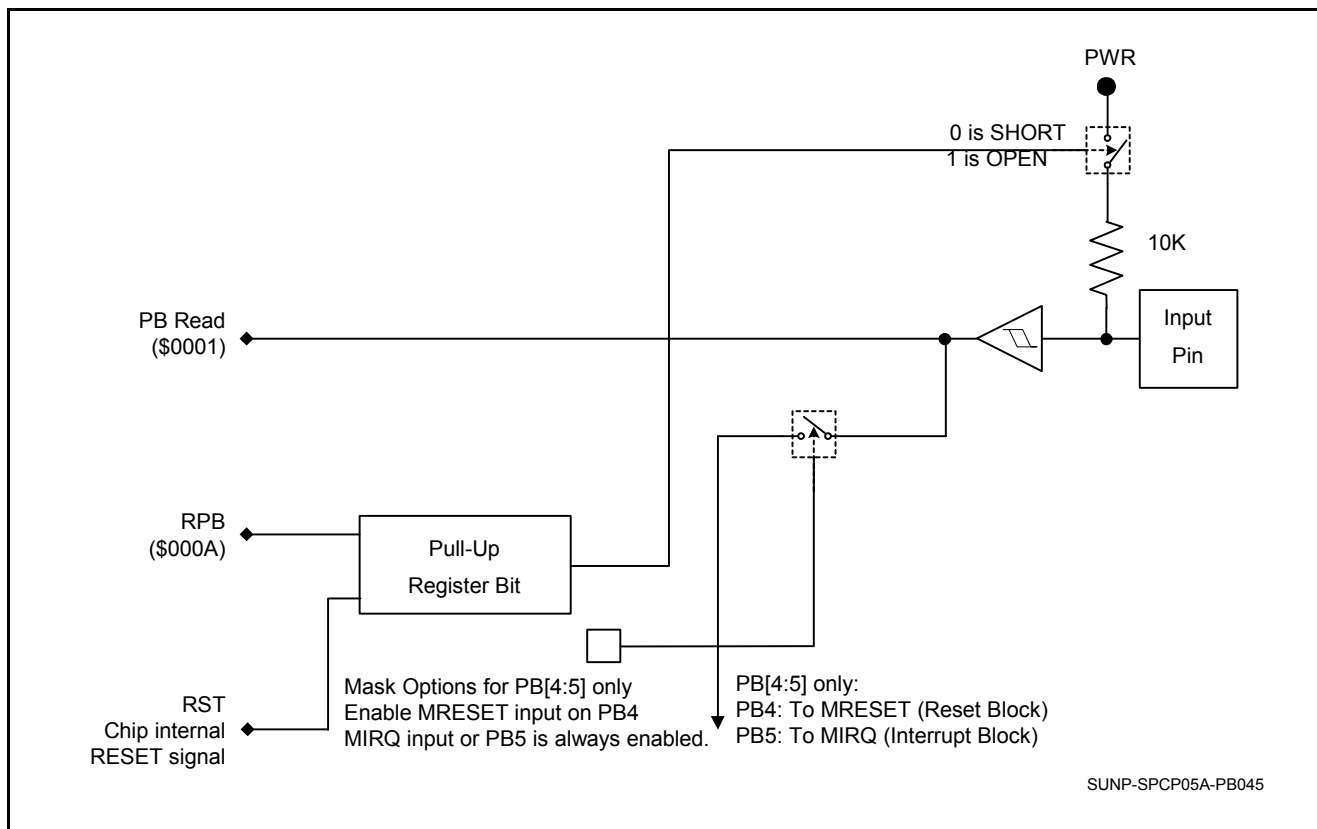 PWR
0 is SHORT
1 is OPEN
10K
Input
Pin
PB Read
($0001)
RPB
($000A)
Pull-Up
Register Bit
RST
Chip internal
RESET signal
Mask Options for PB[4:5] only
Enable MRESET input on PB4
MIRQ input or PB5 is always enabled.
PB[4:5] only:
PB4: To MRESET (Reset Block)
PB5: To MIRQ (Interrupt Block)
SUNP-SPCP05A-PB045